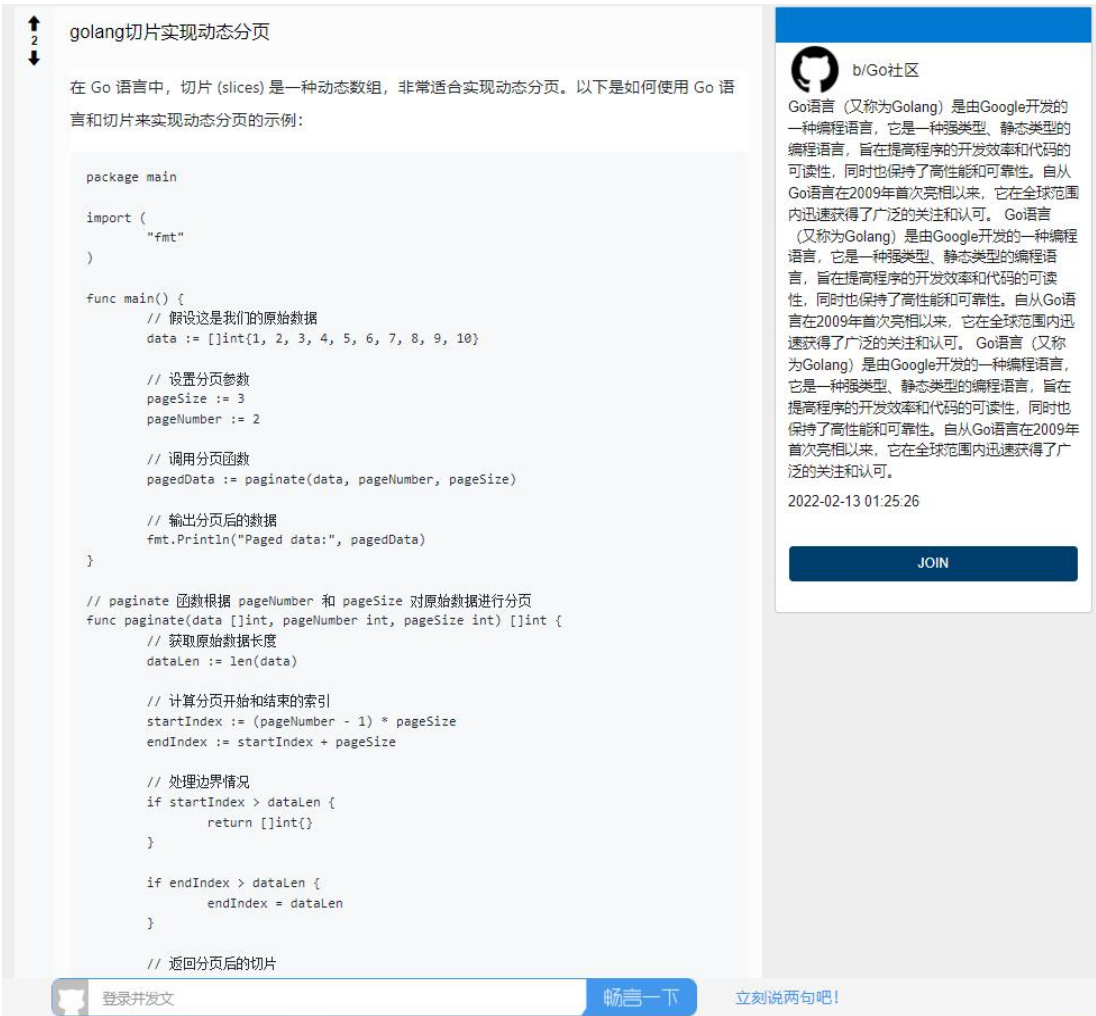 2
golang切片实现动态分页
在 Go 语言中，切片 (slices) 是一种动态数组，非常适合实现动态分页。以下是如何使用 Go 语
言和切片来实现动态分页的示例：
package main
import (
"fmt"
)
func main() {
// 假设这是我们的原始数据
data := []int{1, 2, 3, 4, 5, 6, 7, 8, 9, 10}
// 设置分页参数
pageSize := 3
pageNumber := 2
// 调用分页函数
pagedData := paginate(data, pageNumber, pageSize)
// 输出分页后的数据
fmt.Println("Paged data:", pagedData)
}
// paginate 函数根据 pageNumber 和 pageSize 对原始数据进行分页
func paginate(data []int, pageNumber int, pageSize int) []int {
// 获取原始数据长度
dataLen := len(data)
// 计算分页开始和结束的索引
startIndex := (pageNumber - 1) * pageSize
endIndex := startIndex + pageSize
// 处理边界情况
if startIndex > dataLen {
return []int{}
}
if endIndex > dataLen {
endIndex = dataLen
}
// 返回分页后的切片
b/Go社区
Go语言（又称为Golang）是由Google开发的
一种编程语言，它是一种强类型、静态类型的
编程语言，旨在提高程序的开发效率和代码的
可读性，同时也保持了高性能和可靠性。自从
Go语言在2009年首次亮相以来，它在全球范围
内迅速获得了广泛的关注和认可。 Go语言
（又称为Golang）是由Google开发的一种编程
语言，它是一种强类型、静态类型的编程语
言，旨在提高程序的开发效率和代码的可读
性，同时也保持了高性能和可靠性。自从Go语
言在2009年首次亮相以来，它在全球范围内迅
速获得了广泛的关注和认可。 Go语言（又称
为Golang）是由Google开发的一种编程语言，
它是一种强类型、静态类型的编程语言，旨在
提高程序的开发效率和代码的可读性，同时也
保持了高性能和可靠性。自从Go语言在2009年
首次亮相以来，它在全球范围内迅速获得了广
泛的关注和认可。
2022-02-13 01:25:26
JOIN
登录并发文
畅言一下
立刻说两句吧！